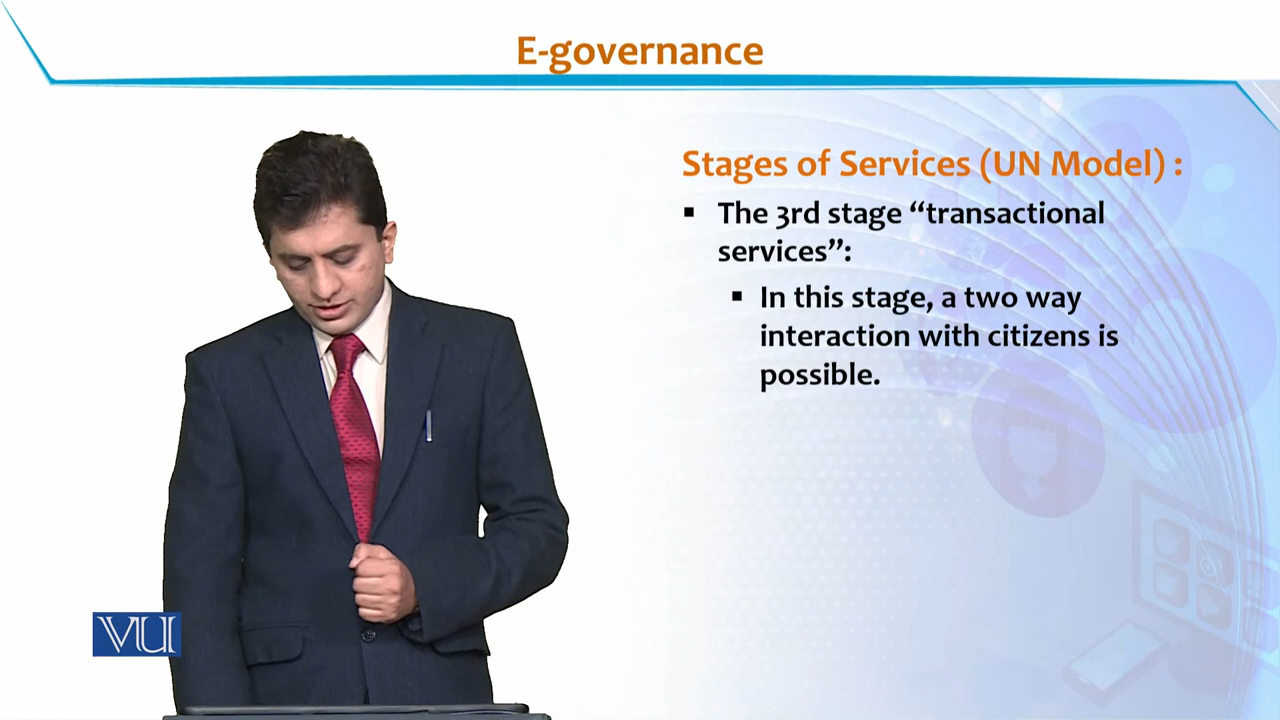 E-governance
Stages of Services (UN Model) :
▪ The 3rd stage “transactional
services”:
▪ In this stage, a two way
interaction with citizens is
possible.
VU